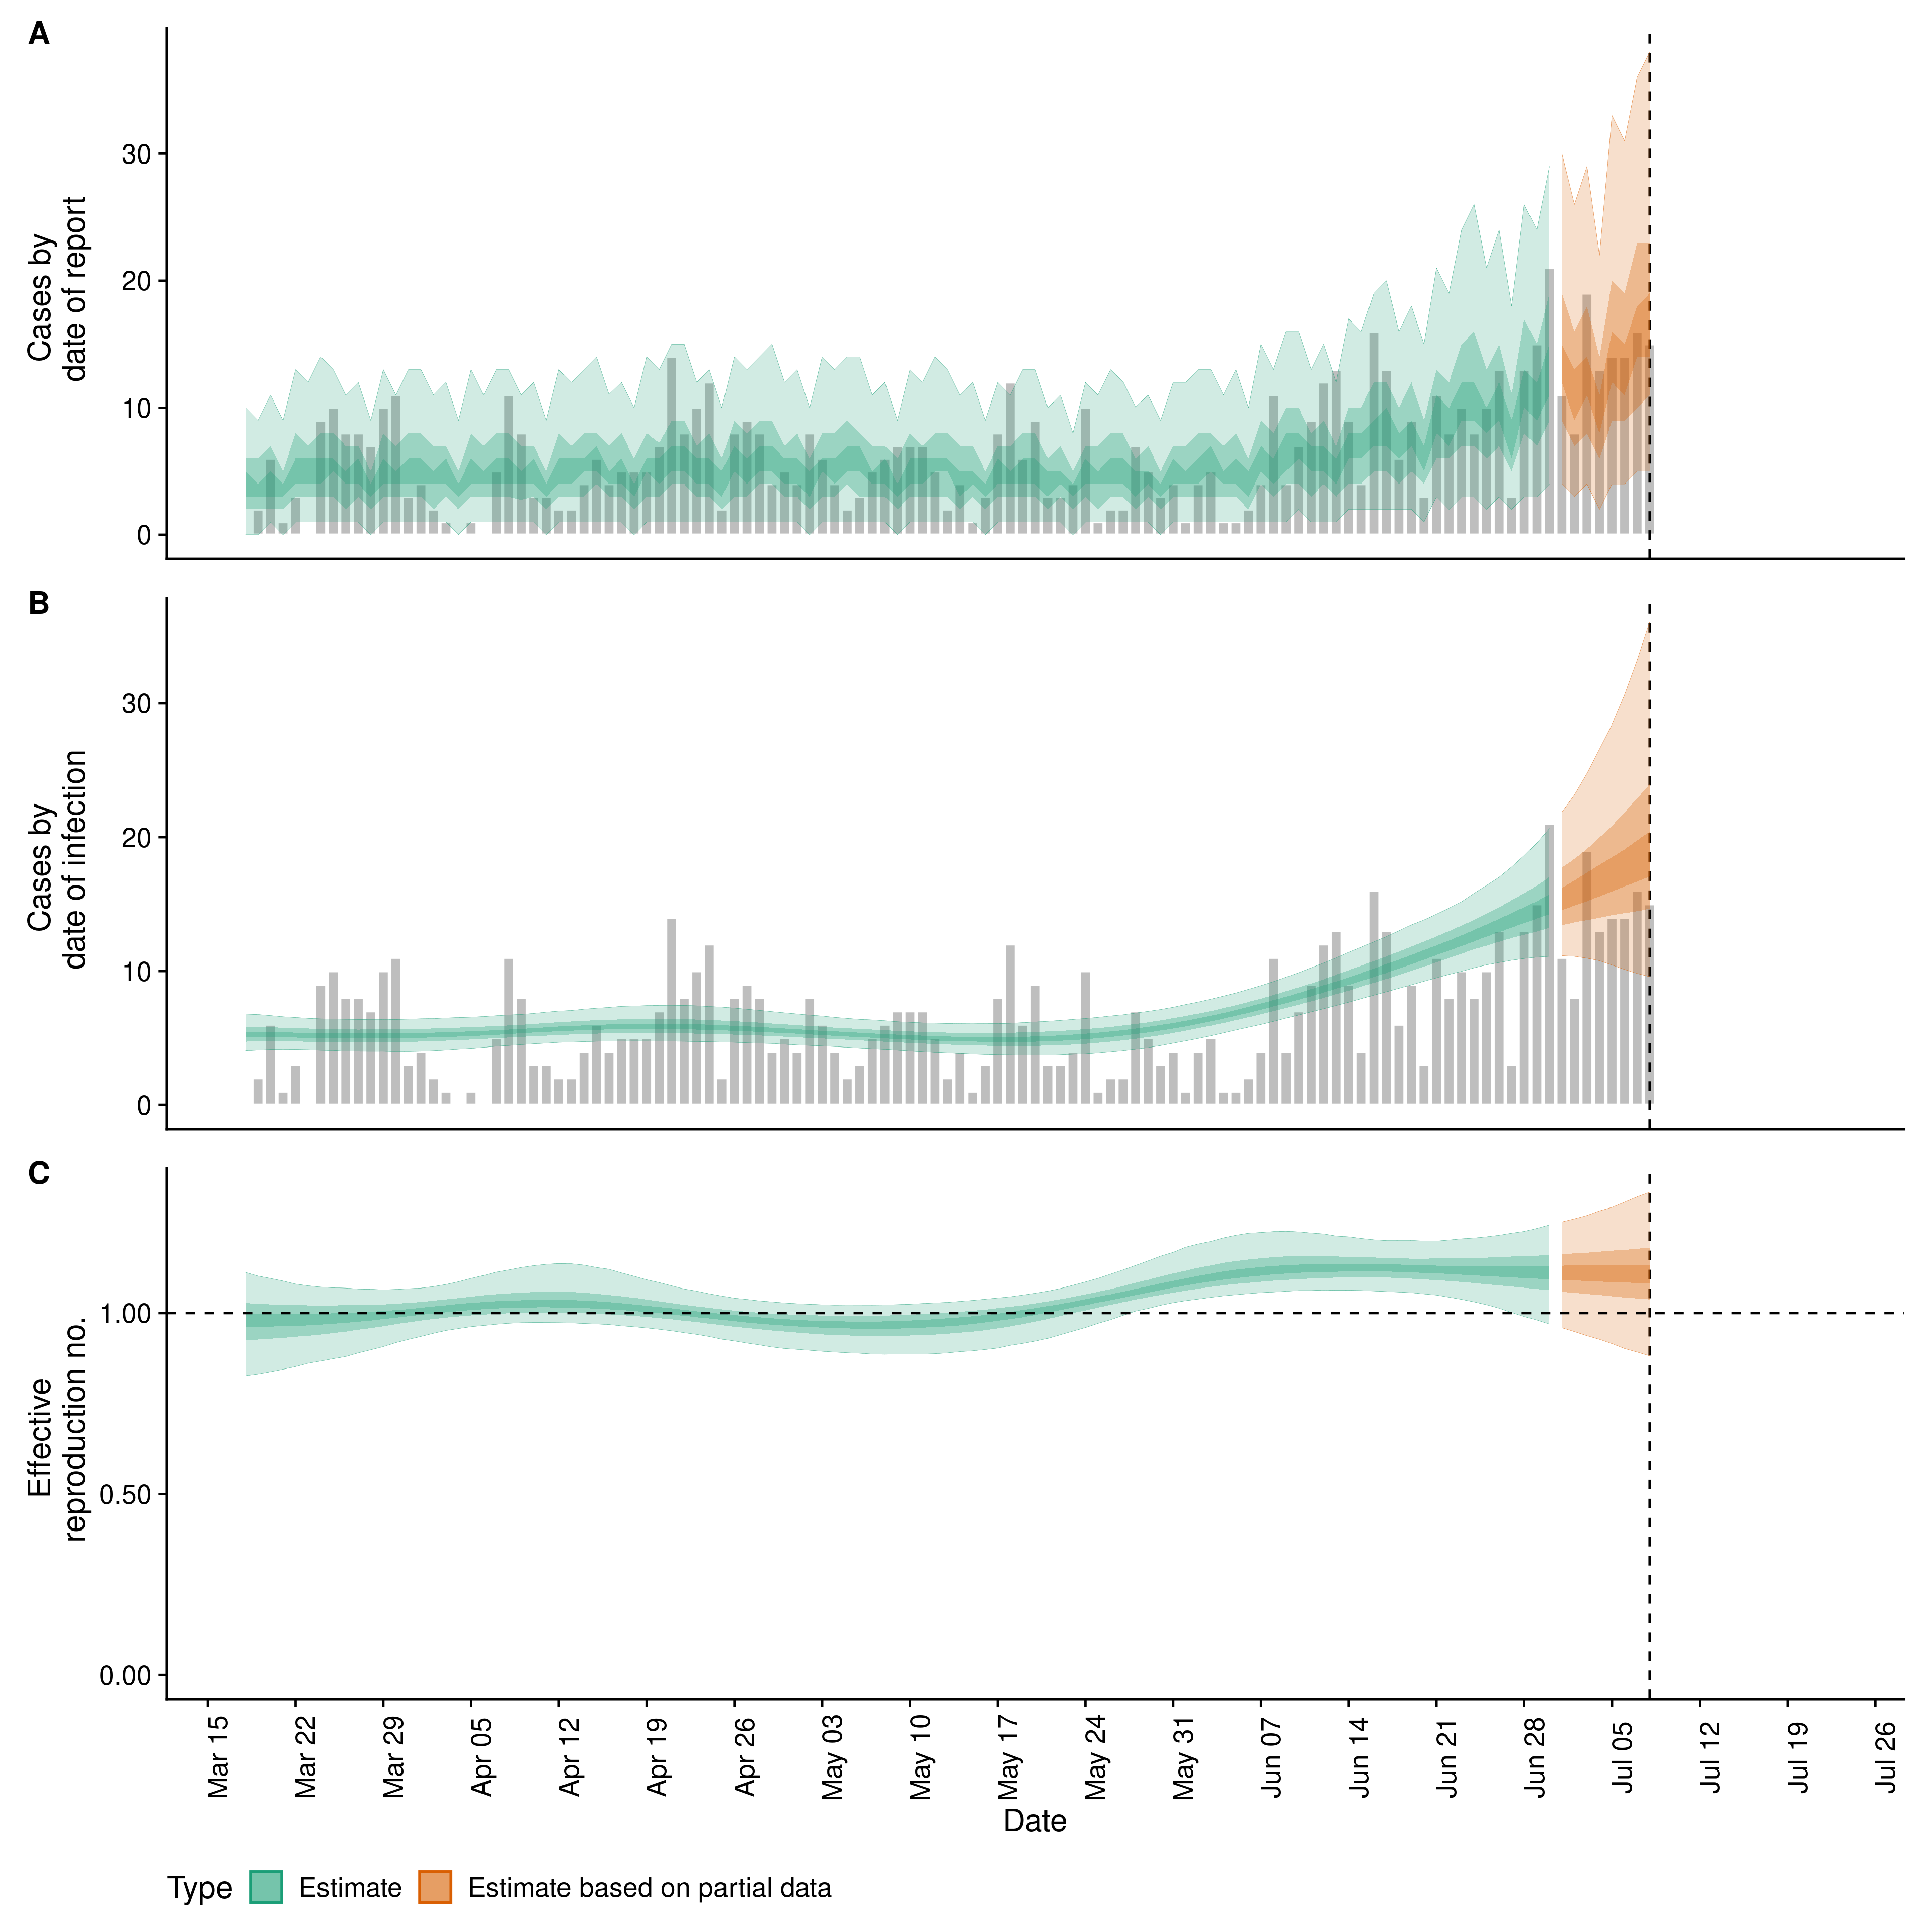 A
Cases by
date of report
30
20
10
0
B
Cases by
date of infection
30
20
10
0
C
Effective
reproduction no.
1.00
0.50
0.00
Mar 15
Mar 22
Mar 29
Apr 05
Apr 12
Apr 19
Apr 26
May 03
May 10
May 17
May 24
May 31
Jun 07
Jun 14
Jun 21
Jun 28
Jul 05
Jul 12
Jul 19
Jul 26
Date
Type Estimate Estimate based on partial data